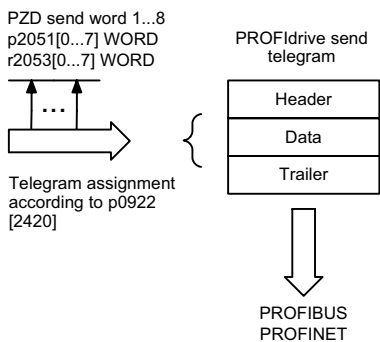 PZD send word 1...8
p2051[0...7] WORD
r2053[0...7] WORD
...
Telegram assignment
according to p0922
[2420]
PROFIdrive send
telegram
Header
Data
Trailer
PROFIBUS
PROFINET